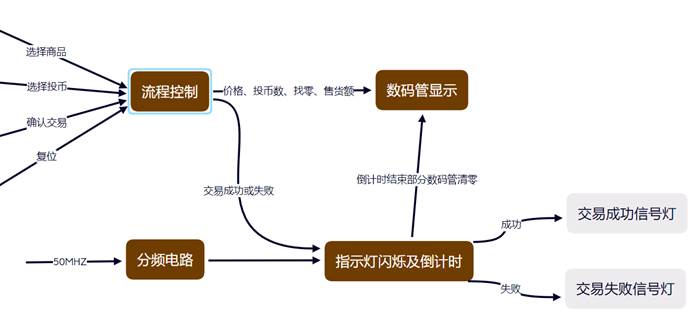 选择商品
选择投币
流程控制
价格、投币数、找零、售货额
数码管显示
确认交易
复位
倒计时结束部分数码管清零
交易成功或失败
交易成功信号灯
成功
50MHZ
分频电路
指示灯闪烁及倒计时
失败
交易失败信号灯